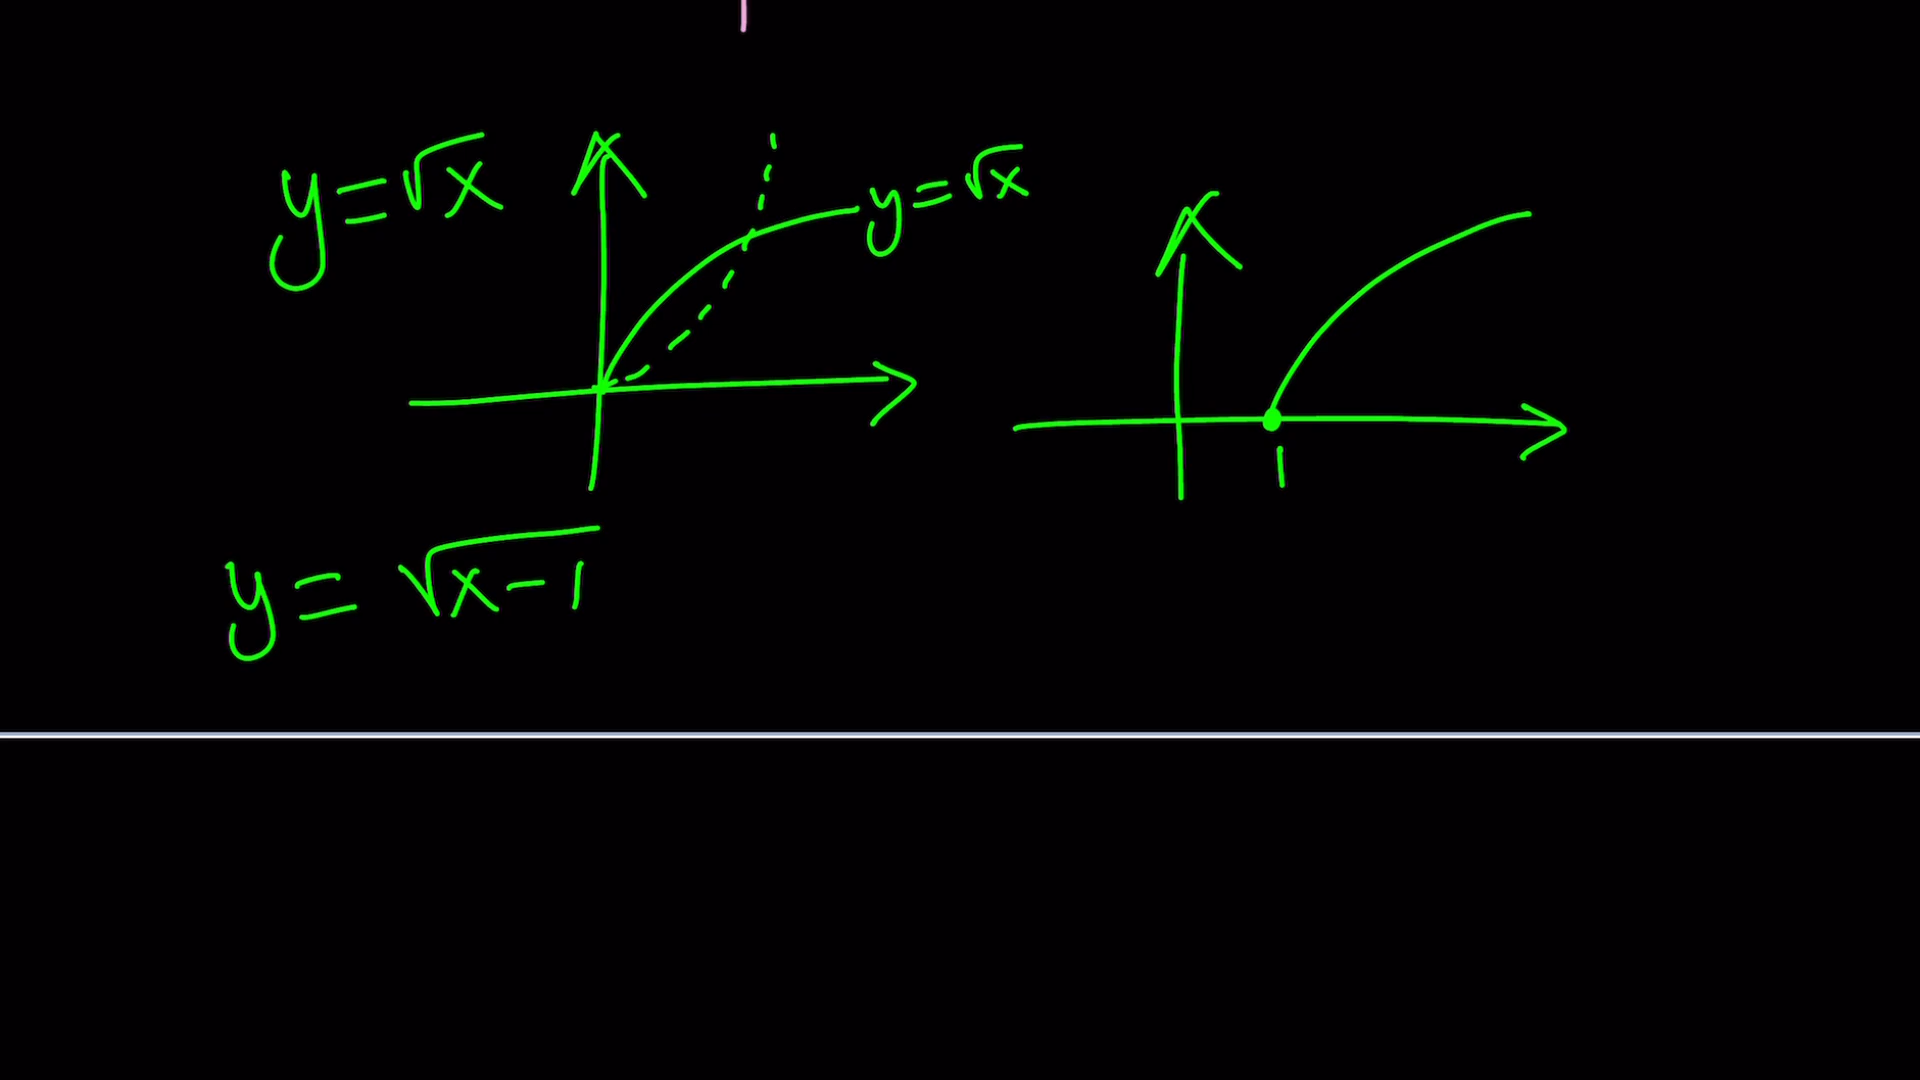 y=√x
y=√x
1
y = √x-1